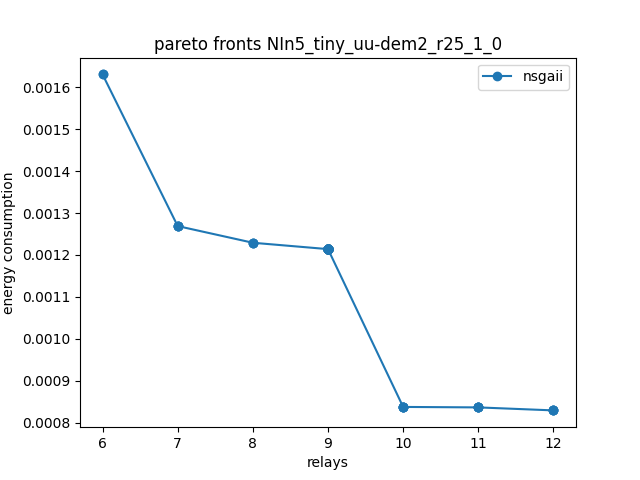 pareto fronts NIn5_tiny_uu-dem2_r25_1_0
nsgaii
energy consumption
0.0016
0.0015
0.0014
0.0013
0.0012
0.0011
0.0010
0.0009
0.0008
6 7 8 9 10 11 12
relays